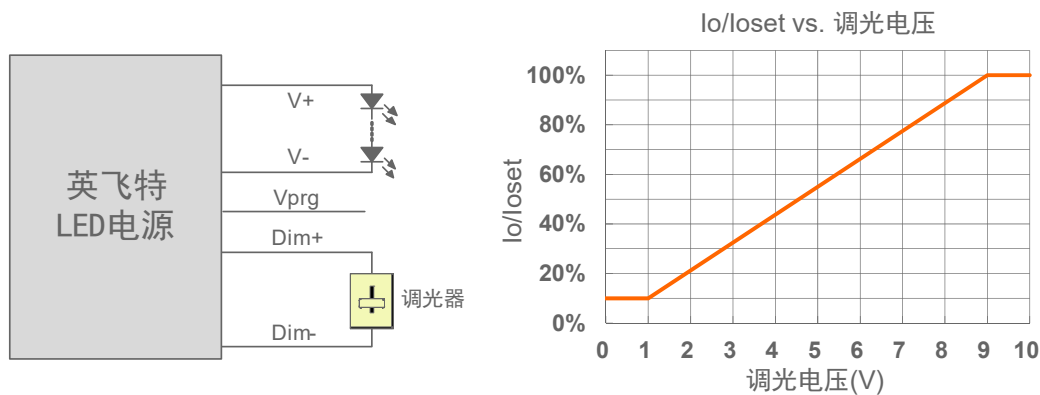 英飞特
LED电源
V+
V-
Vprg
Dim+
调光器
Dim-
Io/Ioset vs. 调光电压
Io/Ioset
100%
80%
60%
40%
20%
0%
0 1 2 3 4 5 6 7 8 9 10
调光电压(V)